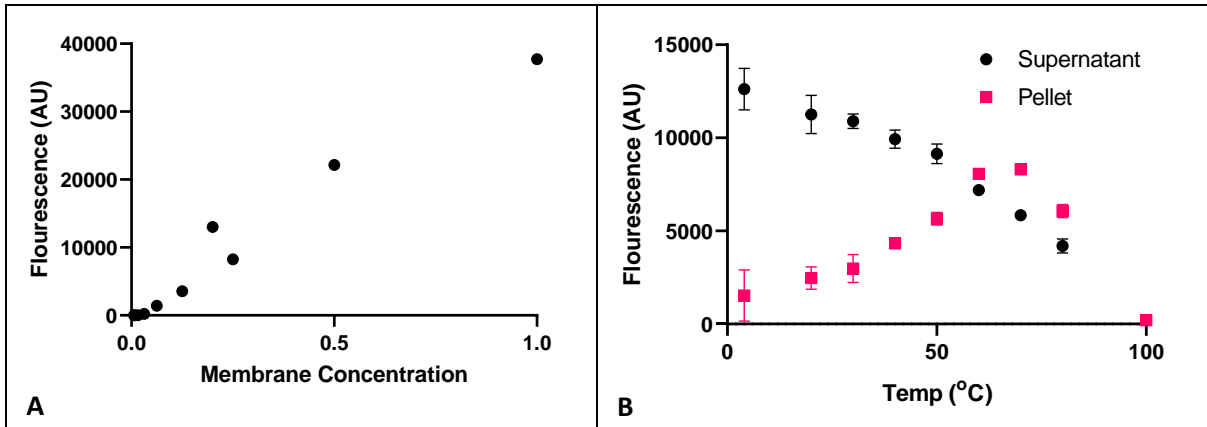 40000
30000
20000
10000
0
Flourescence (AU)
0.0 0.5 1.0
Membrane Concentration
A
15000
10000
5000
0
Flourescence (AU)
Supernatant
Pellet
0 50 100
Temp (°C)
B